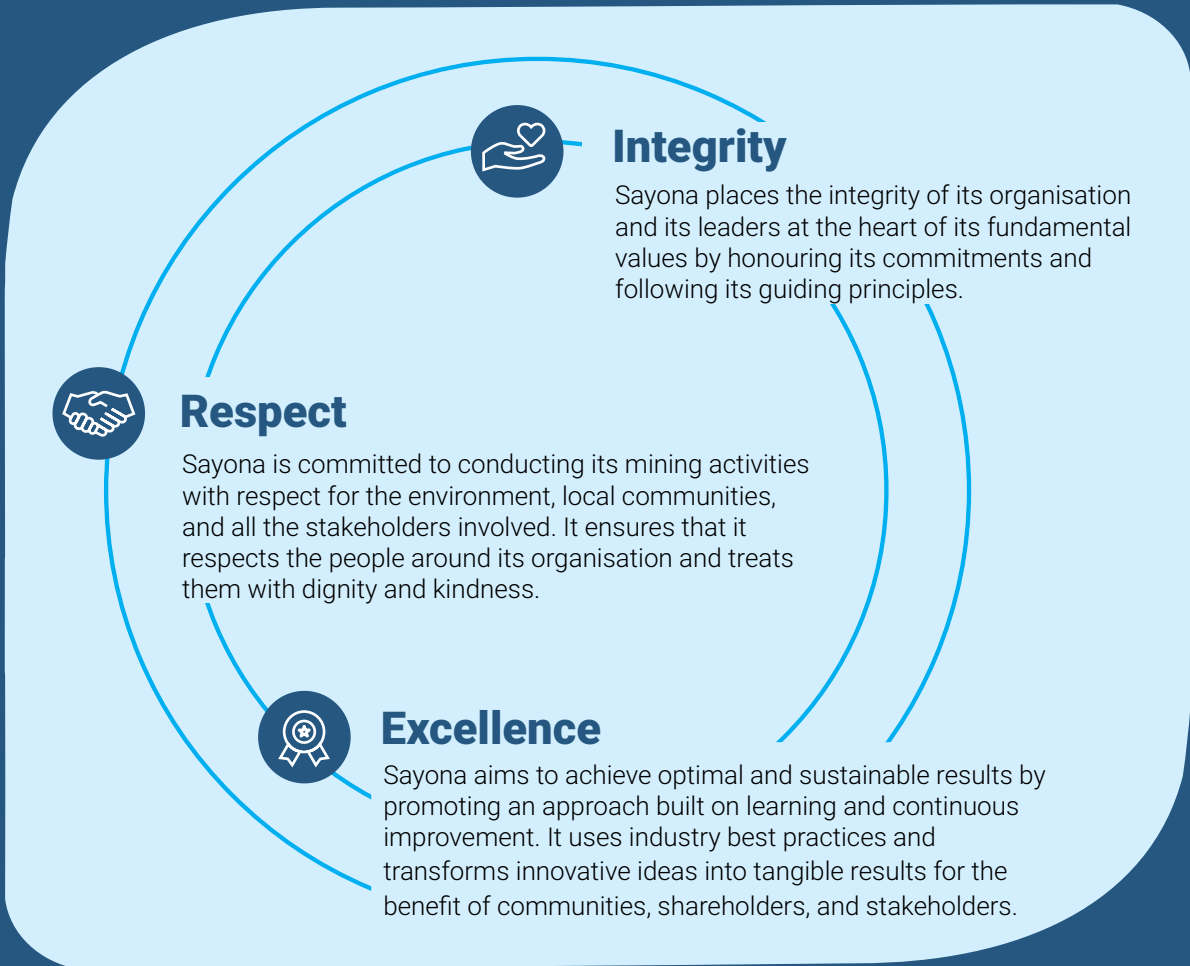 Integrity
Sayona places the integrity of its organisation
and its leaders at the heart of its fundamental
values by honouring its commitments and
following its guiding principles.
Respect
Sayona is committed to conducting its mining activities
with respect for the environment, local communities,
and all the stakeholders involved. It ensures that it
respects the people around its organisation and treats
them with dignity and kindness.
Excellence
Sayona aims to achieve optimal and sustainable results by
promoting an approach built on learning and continuous
improvement. It uses industry best practices and
transforms innovative ideas into tangible results for the
benefit of communities, shareholders, and stakeholders.